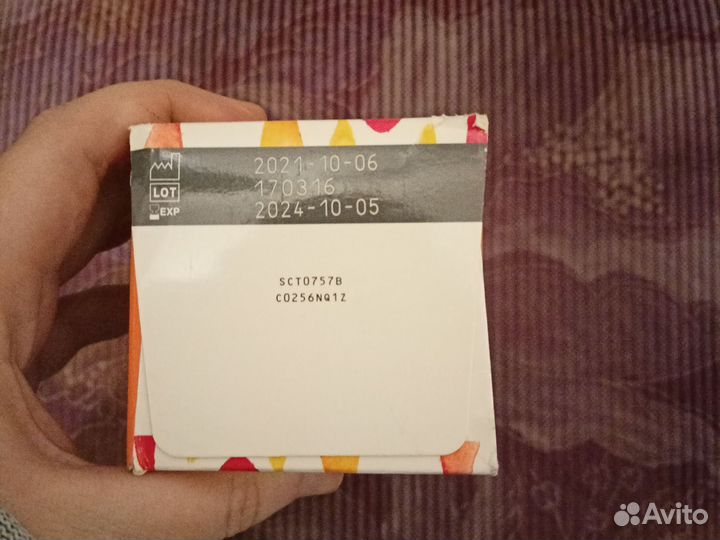 2021-10-06
LOT 170316
EXP 2024-10-05
SCT0757B
C0256NQ1Z
Avito